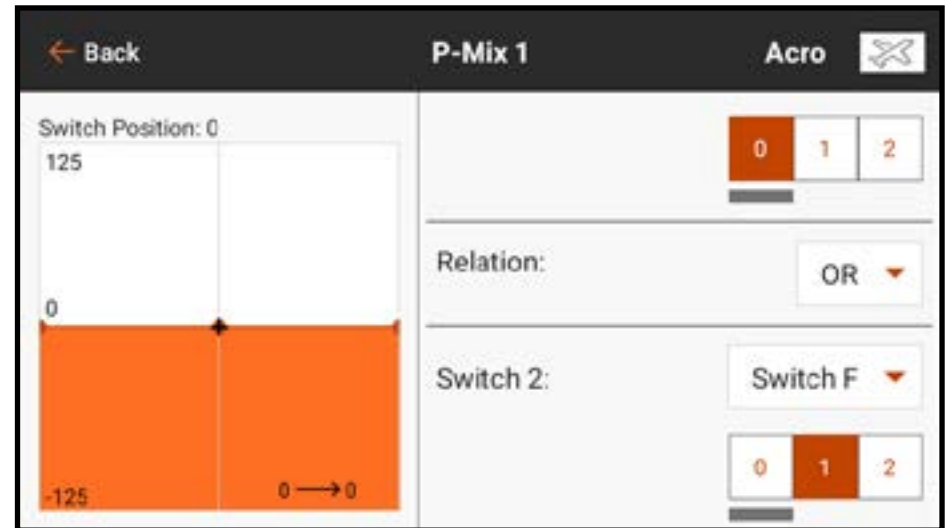 ← Back P-Mix 1 Acro
Switch Position: 0
125
0
-125
0 → 0
0 1 2
Relation: OR
Switch 2: Switch F
0 1 2